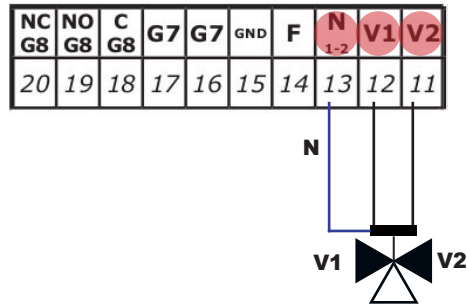 NC NO C G7 G7 GND F N V1 V2
G8 G8 G8 1-2
20 19 18 17 16 15 14 13 12 11
N
V1 V2